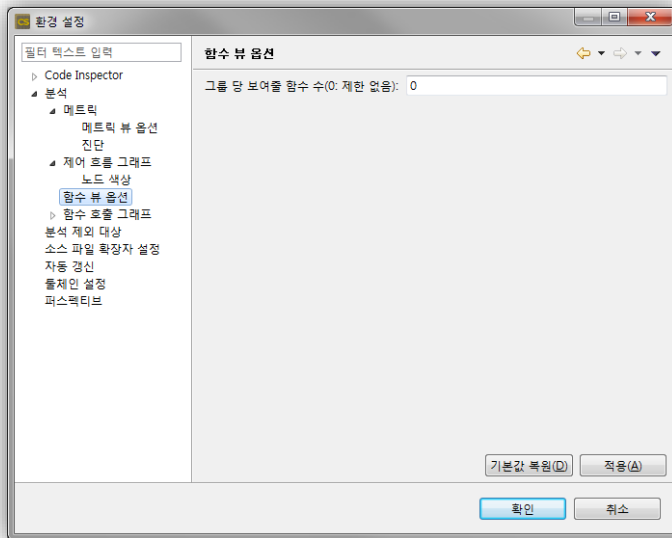 환경 설정
필터 텍스트 입력
Code Inspector
분석
메트릭
메트릭 뷰 옵션
진단
제어 흐름 그래프
노드 색상
함수 뷰 옵션
함수 호출 그래프
분석 제외 대상
소스 파일 확장자 설정
자동 갱신
툴체인 설정
퍼스펙티브
함수 뷰 옵션
그룹 당 보여줄 함수 수(0: 제한 없음): 0
기본값 복원(D) 적용(A)
확인 취소